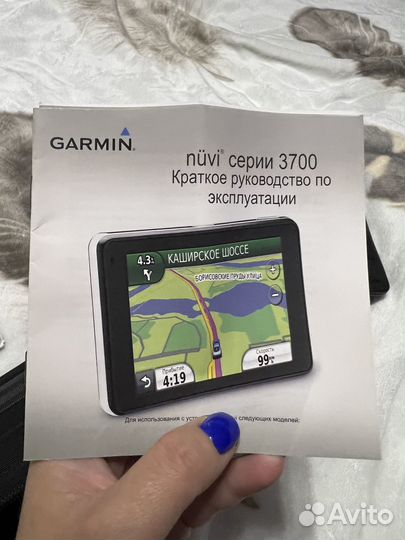 GARMIN
nüvi® серии 3700
Краткое руководство по
эксплуатации
4.3
КАШИРСКОЕ ШОССЕ
БОРИСОВСКИЕ ПРУДЫ УЛИЦА
Прибытие
4:19
Скорость
99
Для использования с следующих моделей:
Avito